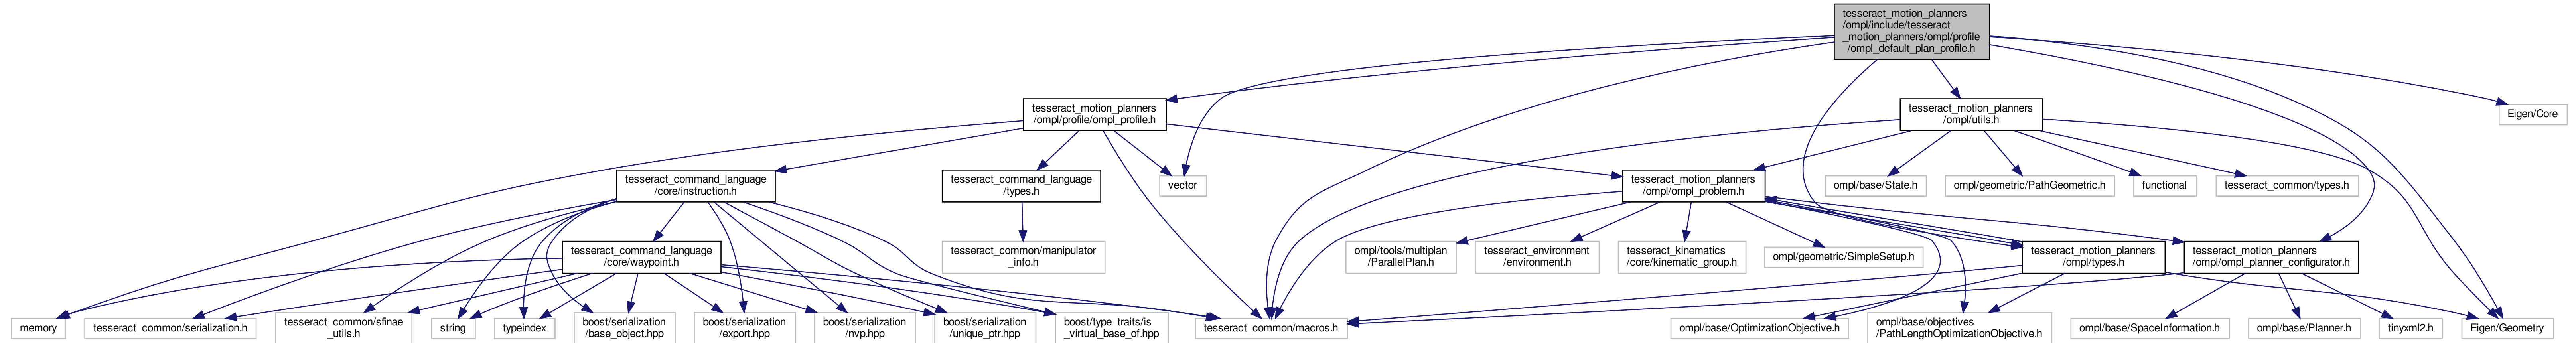 tesseract_motion_planners
/ompl/include/tesseract
_motion_planners/ompl/profile
/ompl_default_plan_profile.h
tesseract_motion_planners
/ompl/profile/ompl_profile.h
tesseract_motion_planners
/ompl/utils.h
Eigen/Core
tesseract_command_language
/core/instruction.h
tesseract_command_language
/types.h
vector
tesseract_motion_planners
/ompl/ompl_problem.h
ompl/base/State.h
ompl/geometric/PathGeometric.h
functional
tesseract_common/types.h
tesseract_command_language
/core/waypoint.h
tesseract_common/manipulator
_info.h
ompl/tools/multiplan
/ParallelPlan.h
tesseract_environment
/environment.h
tesseract_kinematics
/core/kinematic_group.h
ompl/geometric/SimpleSetup.h
tesseract_motion_planners
/ompl/types.h
tesseract_motion_planners
/ompl/ompl_planner_configurator.h
memory
tesseract_common/serialization.h
tesseract_common/sfinae
_utils.h
string
typeindex
boost/serialization
/base_object.hpp
boost/serialization
/export.hpp
boost/serialization
/nvp.hpp
boost/serialization
/unique_ptr.hpp
boost/type_traits/is
_virtual_base_of.hpp
tesseract_common/macros.h
ompl/base/OptimizationObjective.h
ompl/base/objectives
/PathLengthOptimizationObjective.h
ompl/base/SpaceInformation.h
ompl/base/Planner.h
tinyxml2.h
Eigen/Geometry